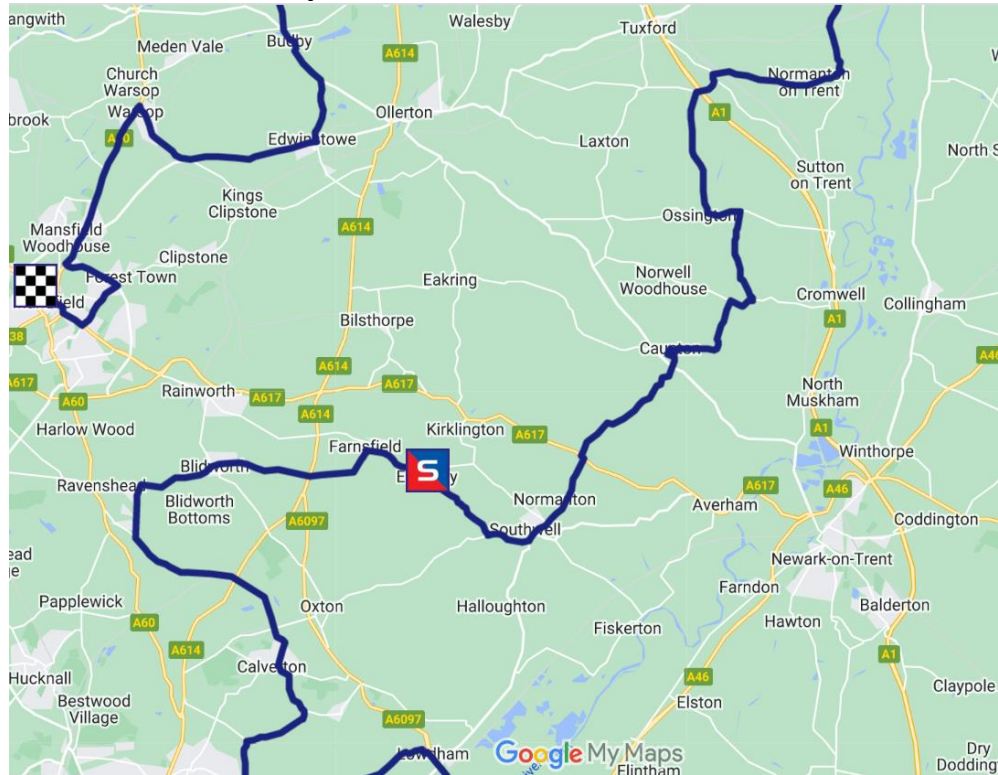 angwith
Walesby
Tuxford
Meden Vale
Budby
A614
Church
Warsop
Warsop
Normanton
on Trent
brook
A60
Ollerton
A1
Edwinstowe
Laxton
North S
Sutton
on Trent
Kings
Clipstone
Ossington
A614
Mansfield
Woodhouse
Clipstone
Forest Town
Eakring
Norwell
Woodhouse
Cromwell
Collingham
field
Bilsthorpe
A1
38
Caunton
A46
A614
A617
A617
A617
North
Muskham
Rainworth
A60
A614
Harlow Wood
Kirklington
A617
A1
Farnsfield
Winthorpe
Blidworth
S
Ravenshead
A617
A46
Blidworth
Bottoms
Normanton
Averham
A6097
Southwell
Coddington
ead
ge
Newark-on-Trent
Farndon
Papplewick
Oxton
Halloughton
Balderton
A60
Fiskerton
Hawton
A614
A1
Calverton
Hucknall
A46
Claypole
Bestwood
Village
Elston
A6097
Lowdham
Google My Maps
Flintham
Dry
Dodding